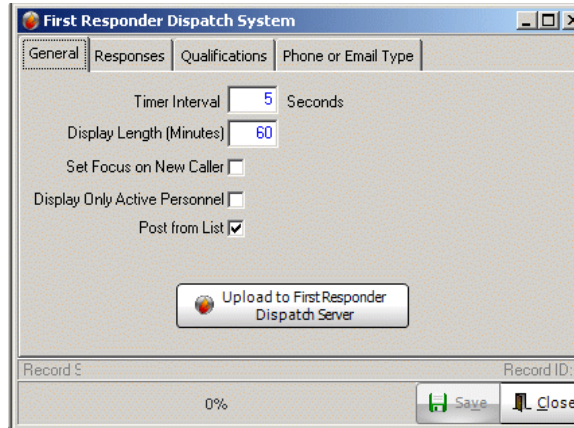 First Responder Dispatch System
General Responses Qualifications Phone or Email Type
Timer Interval 5 Seconds
Display Length (Minutes) 60
Set Focus on New Caller
Display Only Active Personnel
Post from List
Upload to FirstResponder
Dispatch Server
Record S Record ID:
0% Save Close